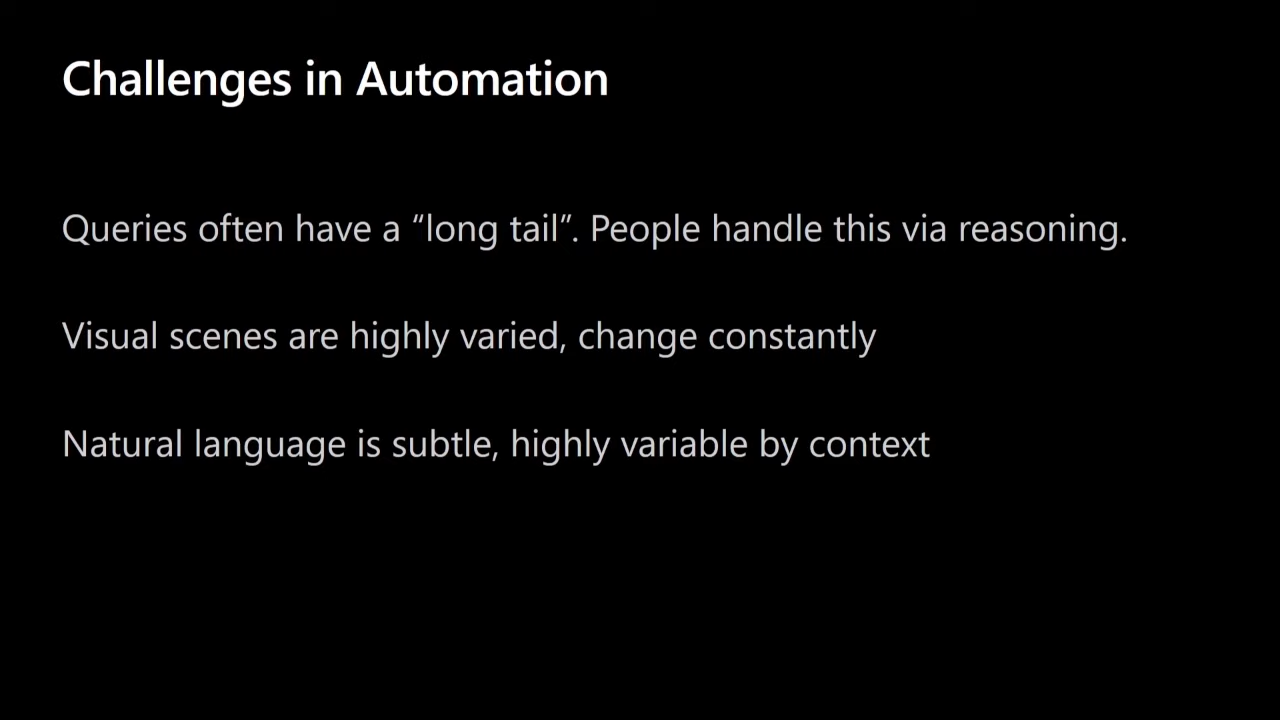 Challenges in Automation
Queries often have a “long tail”. People handle this via reasoning.
Visual scenes are highly varied, change constantly
Natural language is subtle, highly variable by context